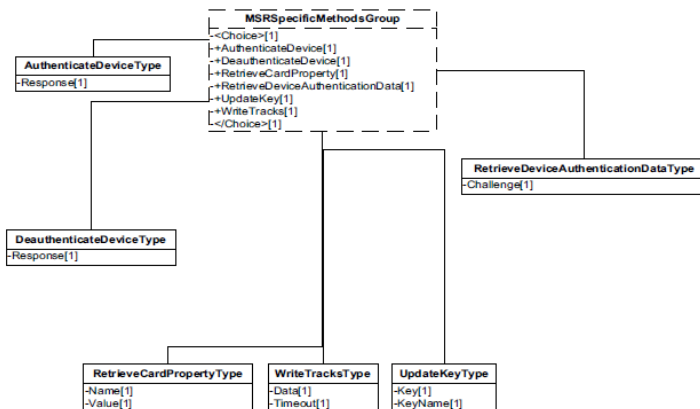 MSRSpecificMethodsGroup
-<Choice>[1]
-+AuthenticateDevice[1]
-+DeauthenticateDevice[1]
-+RetrieveCardProperty[1]
-+RetrieveDeviceAuthenticationData[1]
-+UpdateKey[1]
-+WriteTracks[1]
-</Choice>[1]
AuthenticateDeviceType
-Response[1]
RetrieveDeviceAuthenticationDataType
-Challenge[1]
DeauthenticateDeviceType
-Response[1]
RetrieveCardPropertyType
-Name[1]
-Value[1]
WriteTracksType
-Data[1]
-Timeout[1]
UpdateKeyType
-Key[1]
-KeyName[1]